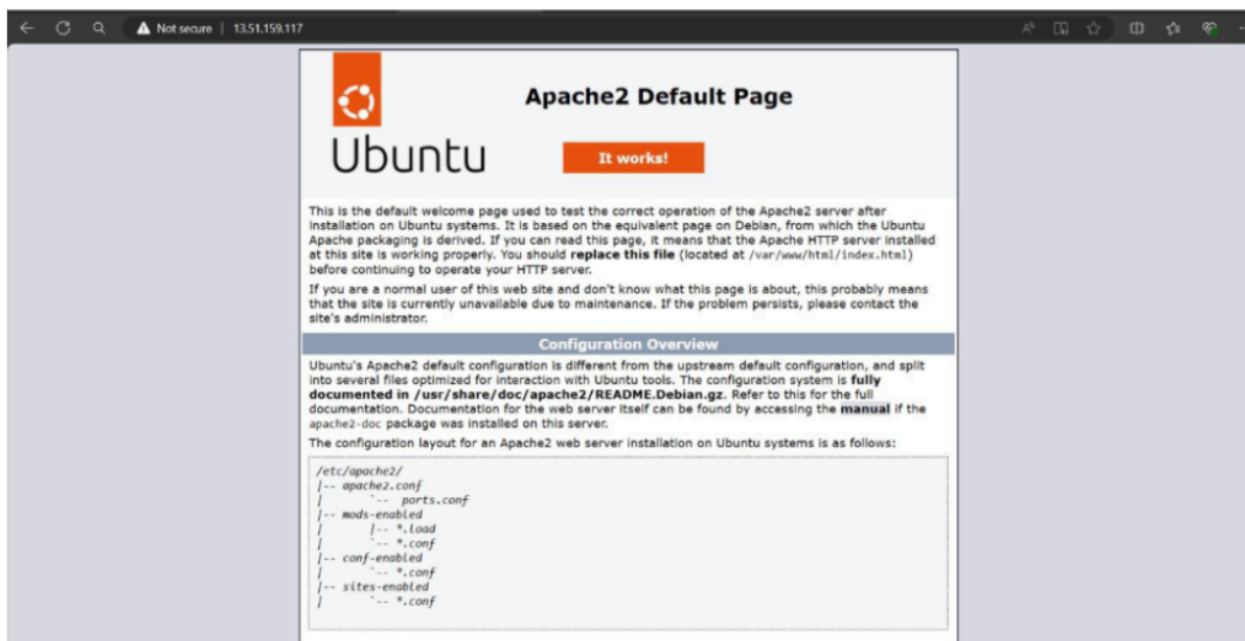 Not secure | 13.51.159.117
Apache2 Default Page
Ubuntu
It works!
This is the default welcome page used to test the correct operation of the Apache2 server after
installation on Ubuntu systems. It is based on the equivalent page on Debian, from which the Ubuntu
Apache packaging is derived. If you can read this page, it means that the Apache HTTP server installed
at this site is working properly. You should replace this file (located at /var/www/html/index.html)
before continuing to operate your HTTP server.
If you are a normal user of this web site and don't know what this page is about, this probably means
that the site is currently unavailable due to maintenance. If the problem persists, please contact the
site's administrator.
Configuration Overview
Ubuntu's Apache2 default configuration is different from the upstream default configuration, and split
into several files optimized for interaction with Ubuntu tools. The configuration system is fully
documented in /usr/share/doc/apache2/README.Debian.gz. Refer to this for the full
documentation. Documentation for the web server itself can be found by accessing the manual if the
apache2-doc package was installed on this server.
The configuration layout for an Apache2 web server installation on Ubuntu systems is as follows:
/etc/apache2/
|-- apache2.conf
|       `--  ports.conf
|-- mods-enabled
|       |-- *.load
|       `-- *.conf
|-- conf-enabled
|       `-- *.conf
|-- sites-enabled
|       `-- *.conf